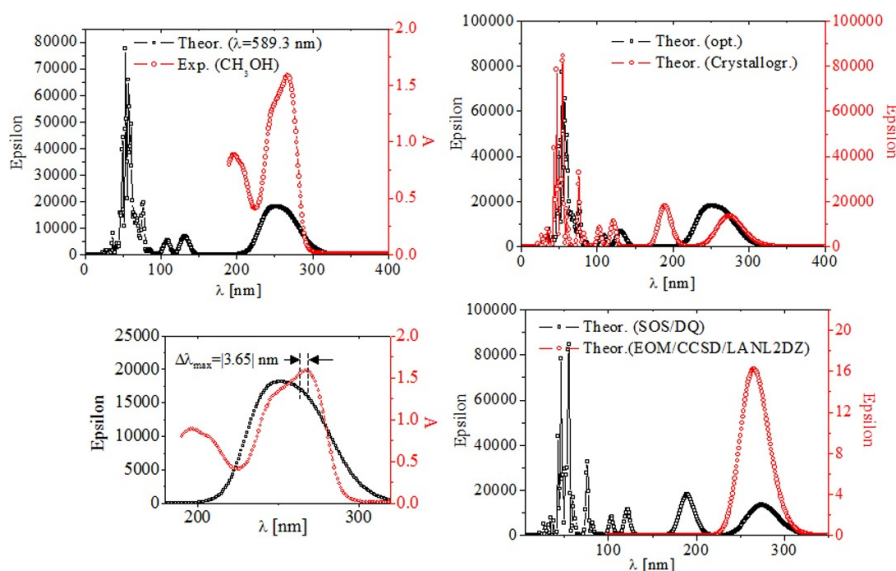 Theor. (λ=589.3 nm)
Exp. (CH3OH)
80000
70000
60000
50000
40000
30000
20000
10000
0
Epsilon
2.0
1.5
1.0
0.5
0.0
A
0 100 200 300 400
λ [nm]
Theor. (opt.)
Theor. (Crystallogr.)
100000
80000
60000
40000
20000
0
Epsilon
100000
80000
60000
40000
20000
0
Epsilon
0 100 200 300 400
λ [nm]
Δλmax=|3.65| nm
25000
20000
15000
10000
5000
0
Epsilon
2.0
1.5
1.0
0.5
0.0
A
200 300
λ [nm]
Theor. (SOS/DQ)
Theor.(EOM/CCSD/LANL2DZ)
100000
80000
60000
40000
20000
0
Epsilon
16
12
8
4
0
Epsilon
100 200 300
λ [nm]